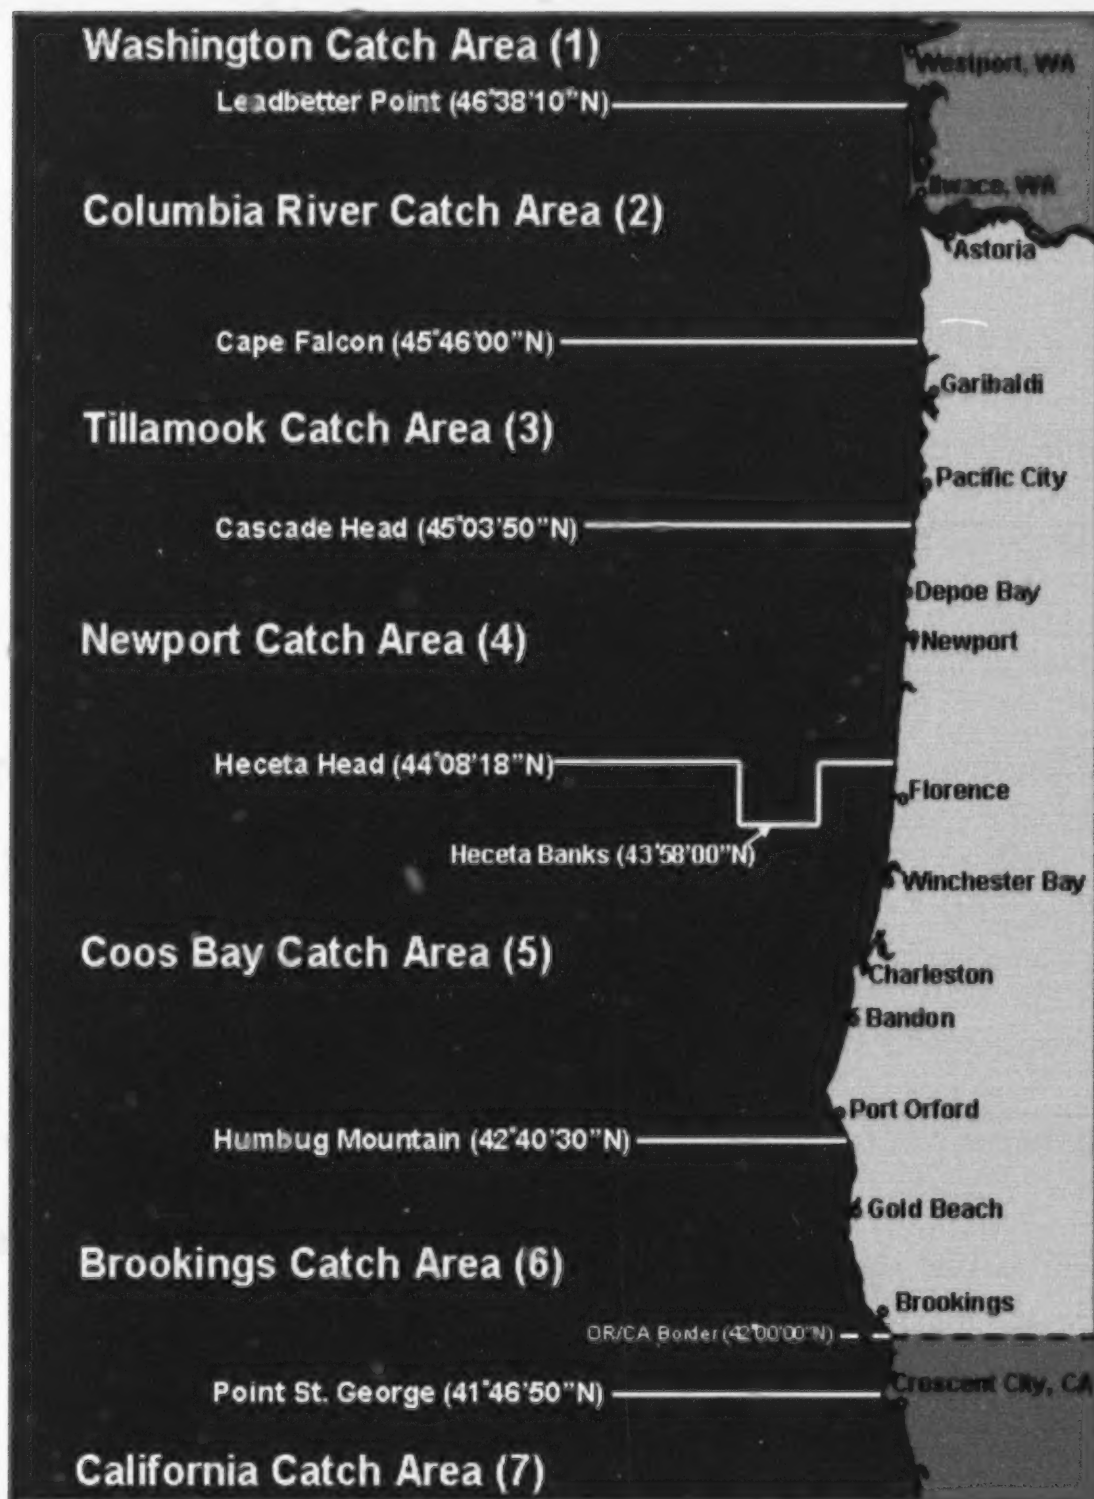 Washington Catch Area (1)
Westport, WA
Leadbetter Point (46°38'10"N)
Ilwaco, WA
Columbia River Catch Area (2)
Astoria
Cape Falcon (45°46'00"N)
Garibaldi
Tillamook Catch Area (3)
Pacific City
Cascade Head (45°03'50"N)
Depoe Bay
Newport Catch Area (4)
Newport
Heceta Head (44°08'18"N)
Florence
Heceta Banks (43°58'00"N)
Winchester Bay
Coos Bay Catch Area (5)
Charleston
Bandon
Port Orford
Humbug Mountain (42°40'30"N)
Gold Beach
Brookings Catch Area (6)
Brookings
OR/CA Border (42°00'00"N)
Crescent City, CA
Point St. George (41°46'50"N)
California Catch Area (7)